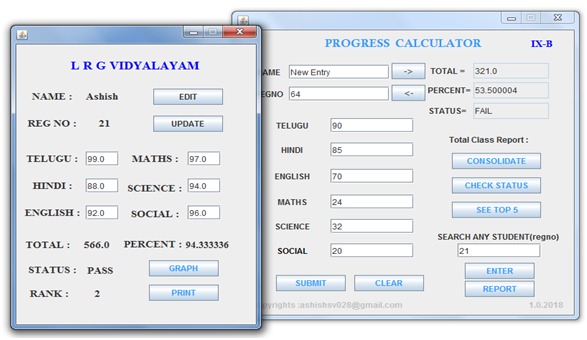 L R G VIDYALAYAM
NAME : Ashish EDIT
REG NO : 21 UPDATE
TELUGU : 99.0 MATHS : 97.0
HINDI : 88.0 SCIENCE : 94.0
ENGLISH : 92.0 SOCIAL : 96.0
TOTAL : 566.0 PERCENT : 94.333336
STATUS : PASS GRAPH
RANK : 2 PRINT
PROGRESS CALCULATOR IX-B
AME New Entry -> TOTAL = 321.0
EGNO 64 <- PERCENT= 53.500004
STATUS= FAIL
TELUGU 90
Total Class Report :
HINDI 85
CONSOLIDATE
ENGLISH 70
CHECK STATUS
MATHS 24
SEE TOP 5
SCIENCE 32
SEARCH ANY STUDENT(regno)
SOCIAL 20
21
ENTER
SUBMIT CLEAR
REPORT
pyrights :ashishsv028@gmail.com 1.0.2018